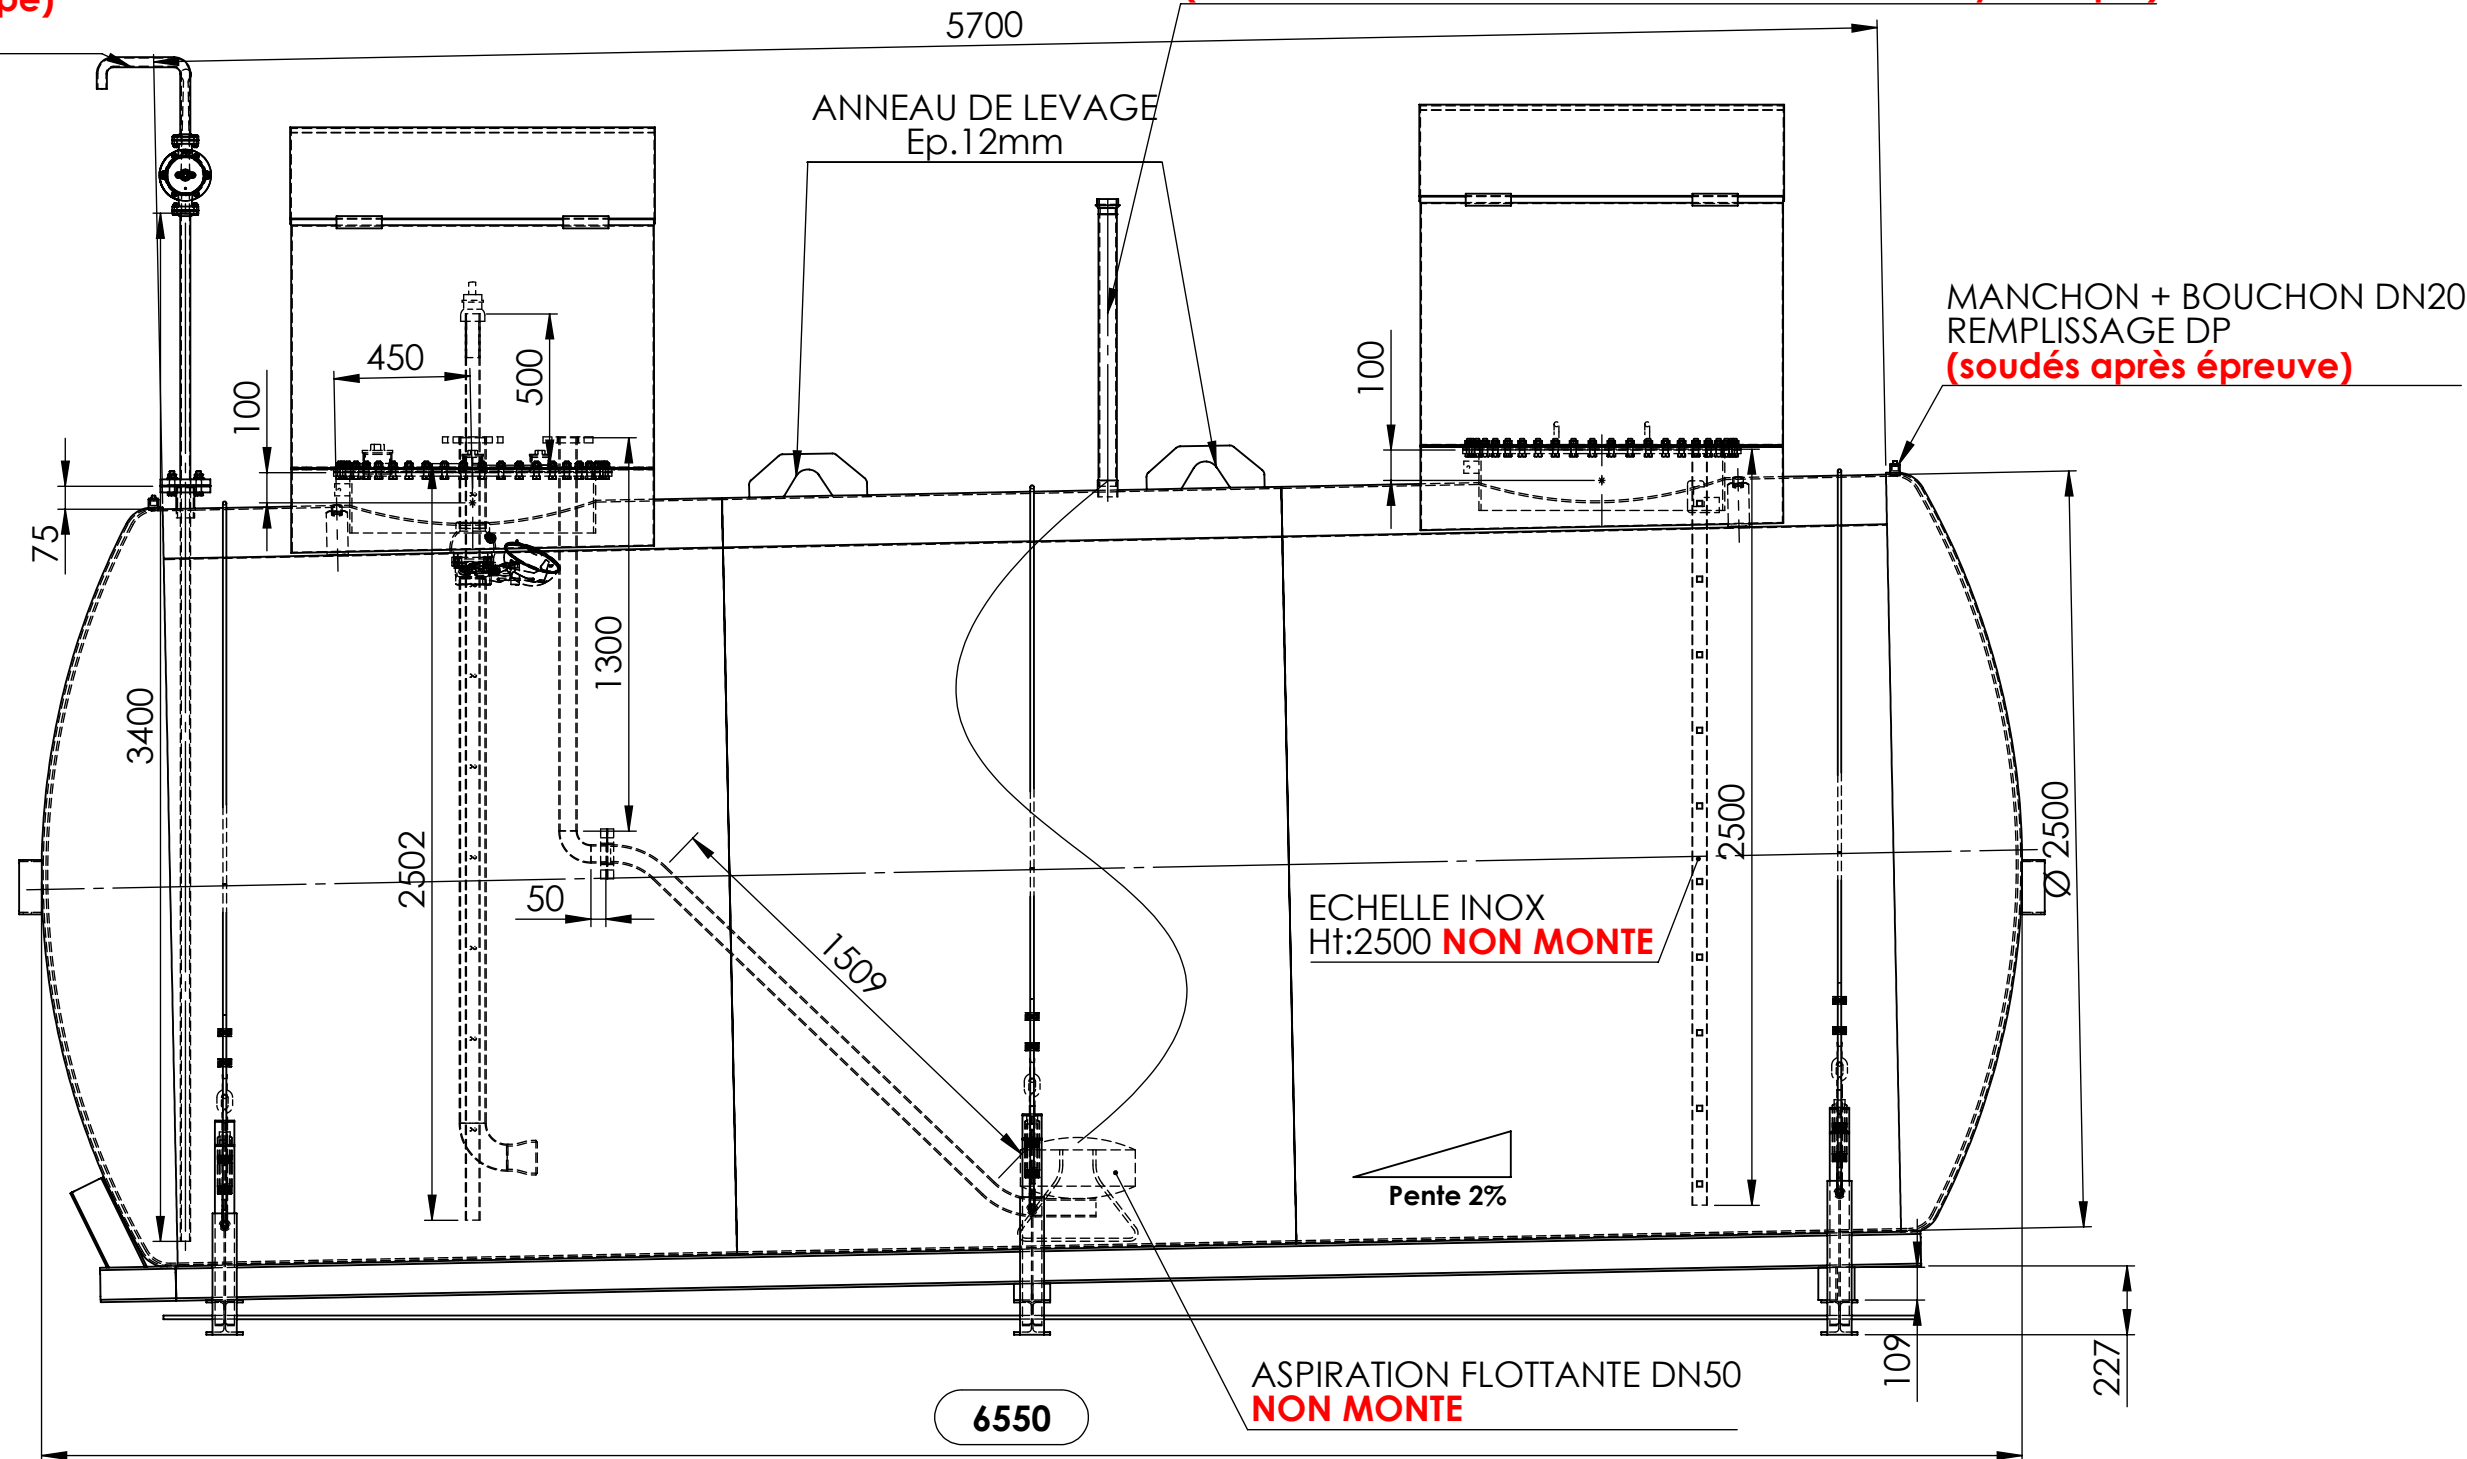 5700
ANNEAU DE LEVAGE
Ep.12mm
MANCHON + BOUCHON DN20
REMPLISSAGE DP
(soudés après épreuve)
450
500
100
100
75
1300
3400
2502
50
1509
2500
Ø 2500
ECHELLE INOX
Ht:2500 NON MONTE
Pente 2%
109
227
ASPIRATION FLOTTANTE DN50
NON MONTE
6550